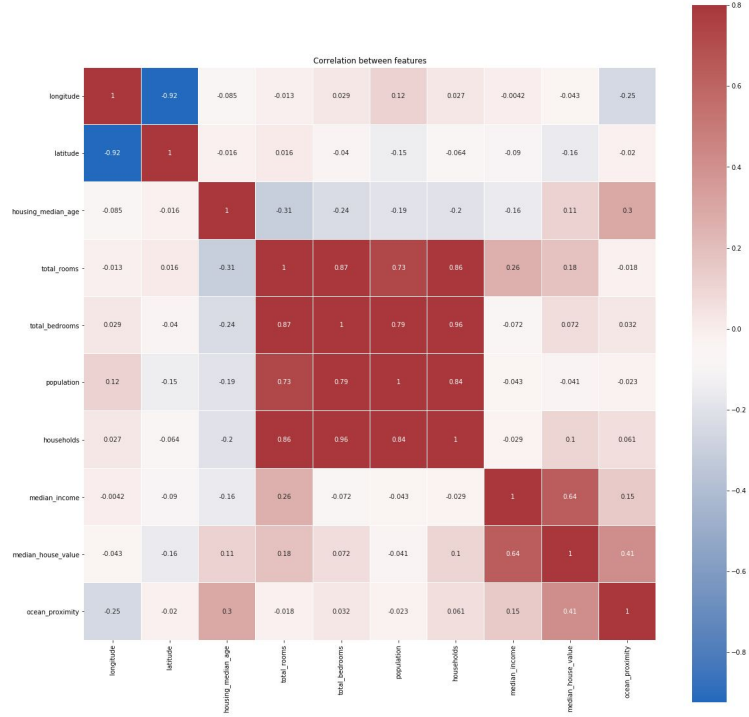 Correlation between features
longitude 1 -0.92 -0.085 -0.013 0.029 0.12 0.027 -0.0042 -0.043 -0.25
latitude -0.92 1 -0.016 0.016 -0.04 -0.15 -0.064 -0.09 -0.16 -0.02
housing_median_age -0.085 -0.016 1 -0.31 -0.24 -0.19 -0.2 -0.16 0.11 0.3
total_rooms -0.013 0.016 -0.31 1 0.87 0.73 0.86 0.26 0.18 -0.018
total_bedrooms 0.029 -0.04 -0.24 0.87 1 0.79 0.96 -0.072 0.072 0.032
population 0.12 -0.15 -0.19 0.73 0.79 1 0.84 -0.043 -0.041 -0.023
households 0.027 -0.064 -0.2 0.86 0.96 0.84 1 -0.029 0.1 0.061
median_income -0.0042 -0.09 -0.16 0.26 -0.072 -0.043 -0.029 1 0.64 0.15
median_house_value -0.043 -0.16 0.11 0.18 0.072 -0.041 0.1 0.64 1 0.41
ocean_proximity -0.25 -0.02 0.3 -0.018 0.032 -0.023 0.061 0.15 0.41 1
longitude latitude housing_median_age total_rooms total_bedrooms population households median_income median_house_value ocean_proximity
0.8
0.6
0.4
0.2
0.0
-0.2
-0.4
-0.6
-0.8